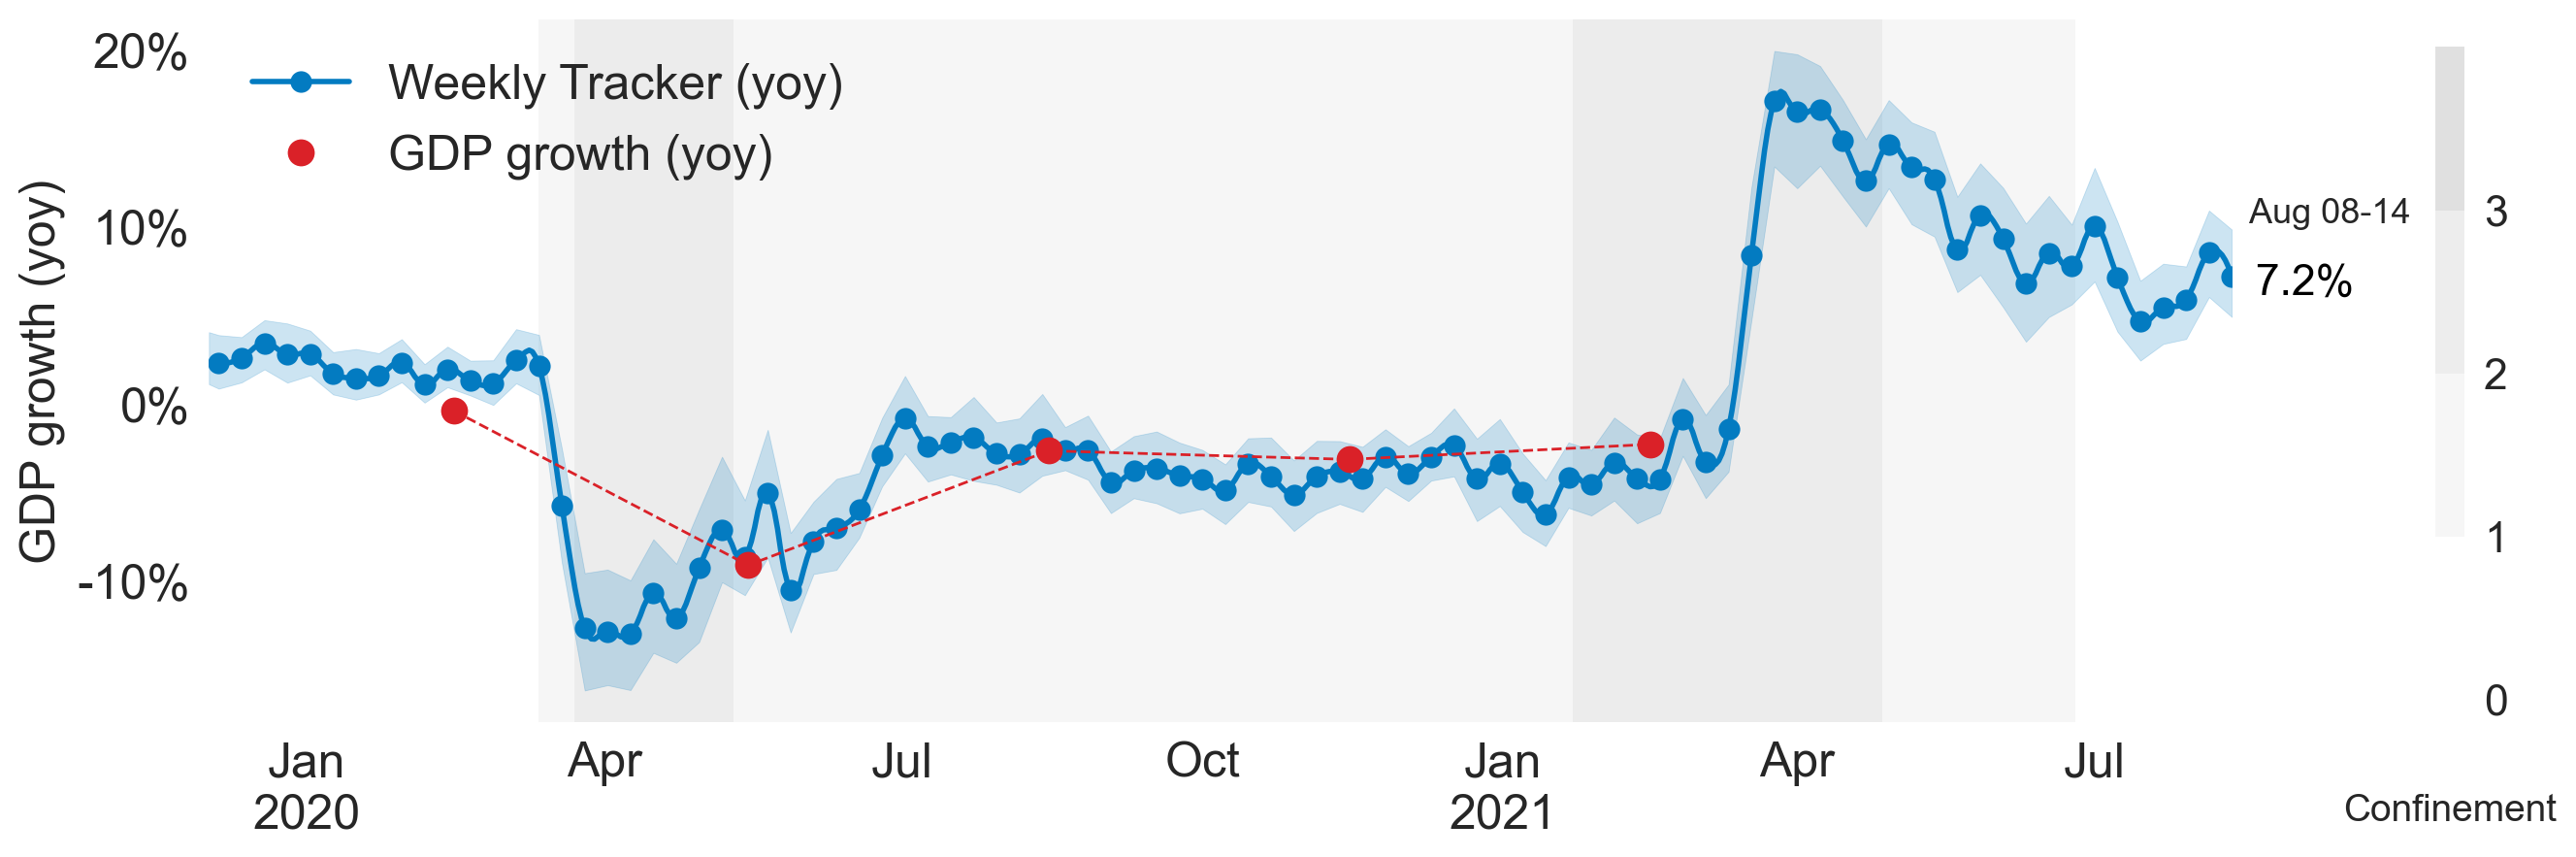 20%
10%
0%
-10%
GDP growth (yoy)
Weekly Tracker (yoy)
GDP growth (yoy)
Aug 08-14
7.2%
3
2
1
0
Confinement
Jan
2020
Apr
Jul
Oct
Jan
2021
Apr
Jul